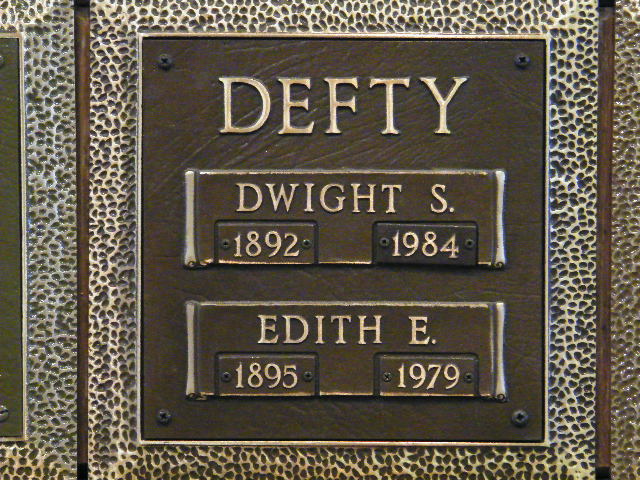 DEFTY
DWIGHT S.
1892 1984
EDITH E.
1895 1979